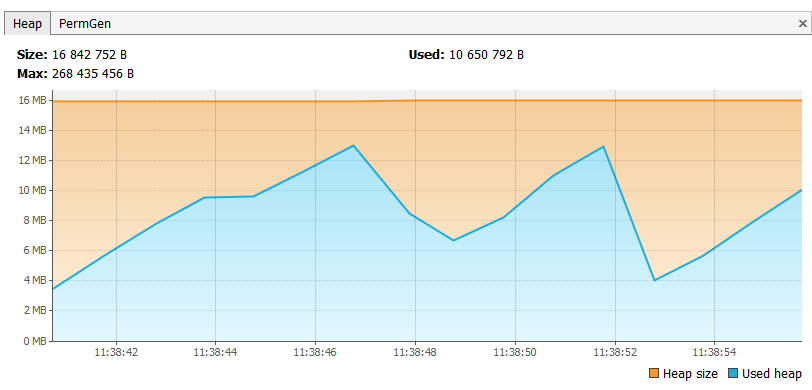 Heap PermGen
Size: 16 842 752 B Used: 10 650 792 B
Max: 268 435 456 B
16 MB
14 MB
12 MB
10 MB
8 MB
6 MB
4 MB
2 MB
0 MB
11:38:42 11:38:44 11:38:46 11:38:48 11:38:50 11:38:52 11:38:54
Heap size Used heap